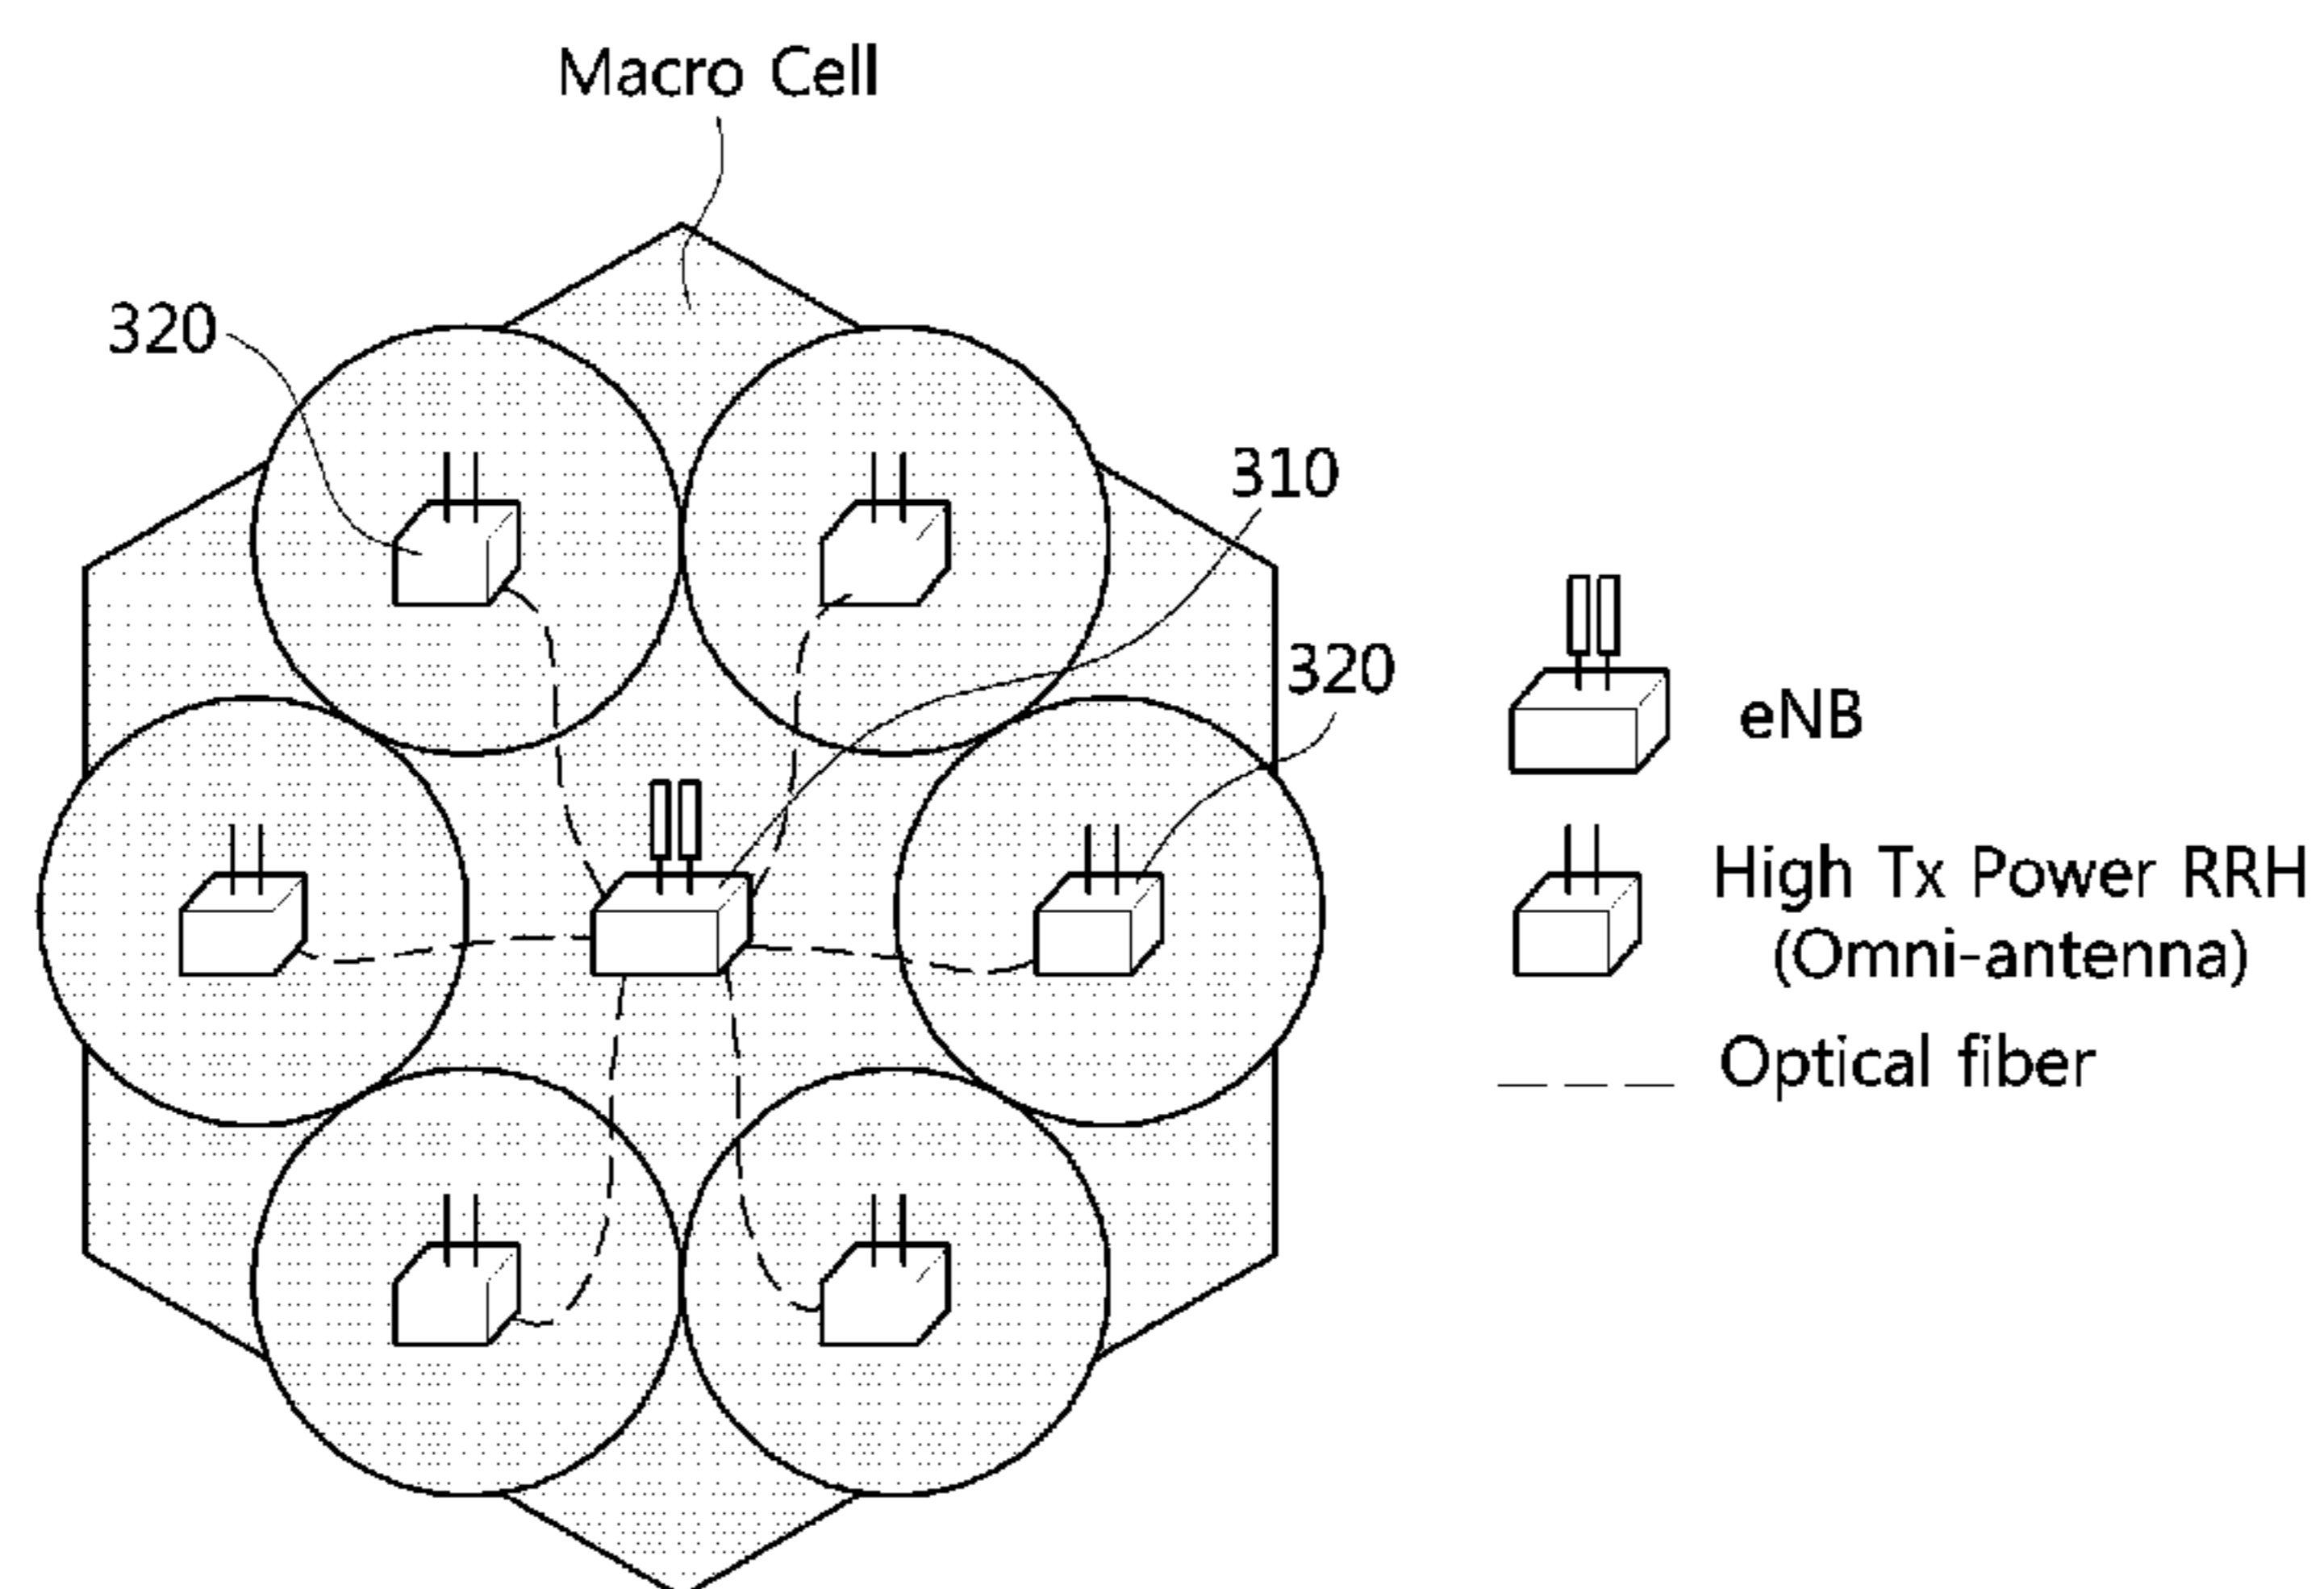 Macro Cell
320
310
320
eNB
High Tx Power RRH
(Omni-antenna)
Optical fiber